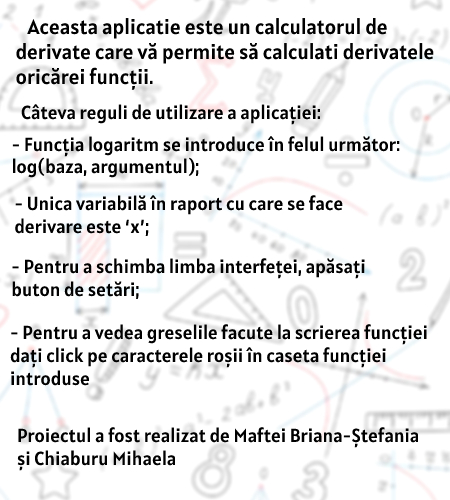 Aceasta aplicatie este un calculatorul de
derivate care vă permite să calculati derivatele
oricărei funcții.
Câteva reguli de utilizare a aplicației:
- Funcția logaritm se introduce în felul următor:
log(baza, argumentul);
- Unica variabilă în raport cu care se face
derivare este ‘x’;
- Pentru a schimba limba interfeței, apăsați
buton de setări;
- Pentru a vedea greselile facute la scrierea funcției
dați click pe caracterele roșii în caseta funcției
introduse
Proiectul a fost realizat de Maftei Briana-Ștefania
și Chiaburu Mihaela